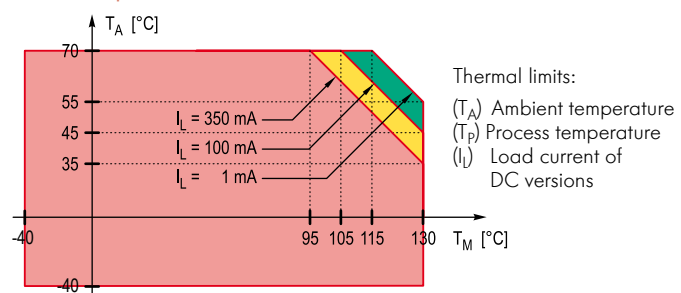 T_A [°C]
70
55
45
35
-40
I_L = 350 mA
I_L = 100 mA
I_L = 1 mA
-40 95 105 115 130 T_M [°C]
Thermal limits:
(T_A) Ambient temperature
(T_P) Process temperature
(I_L) Load current of
DC versions